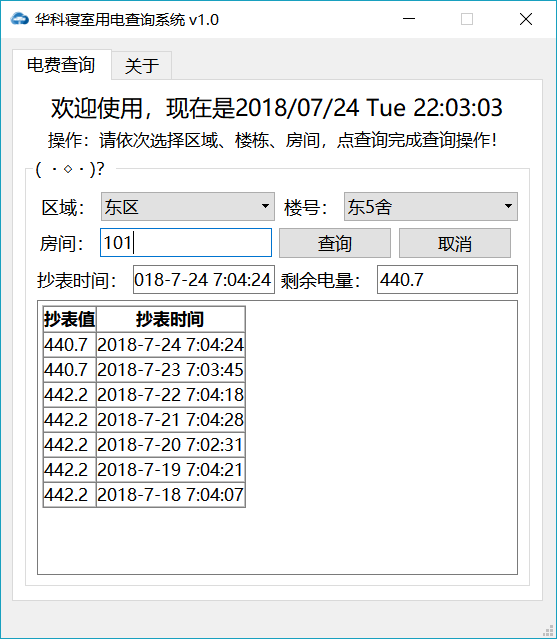 华科寝室用电查询系统 v1.0
电费查询 关于
欢迎使用，现在是2018/07/24 Tue 22:03:03
操作：请依次选择区域、楼栋、房间，点查询完成查询操作！
( ・◇・)?
区域： 东区 楼号： 东5舍
房间： 101 查询 取消
抄表时间： 018-7-24 7:04:24 剩余电量： 440.7
抄表值 抄表时间
440.7 2018-7-24 7:04:24
440.7 2018-7-23 7:03:45
442.2 2018-7-22 7:04:18
442.2 2018-7-21 7:04:28
442.2 2018-7-20 7:02:31
442.2 2018-7-19 7:04:21
442.2 2018-7-18 7:04:07